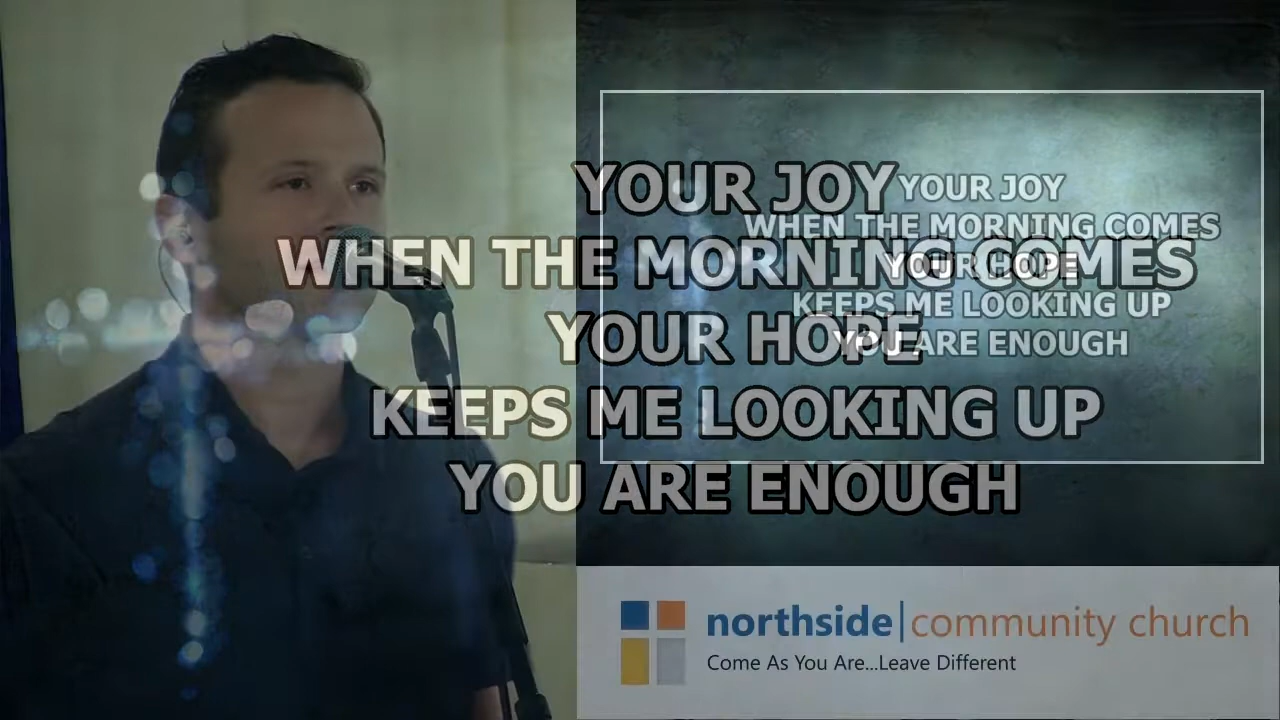 YOUR JOY
WHEN THE MORNING COMES
YOUR HOPE
KEEPS ME LOOKING UP
YOU ARE ENOUGH
YOUR JOY
WHEN THE MORNING COMES
YOUR HOPE
KEEPS ME LOOKING UP
YOU ARE ENOUGH
northside|community church
Come As You Are...Leave Different